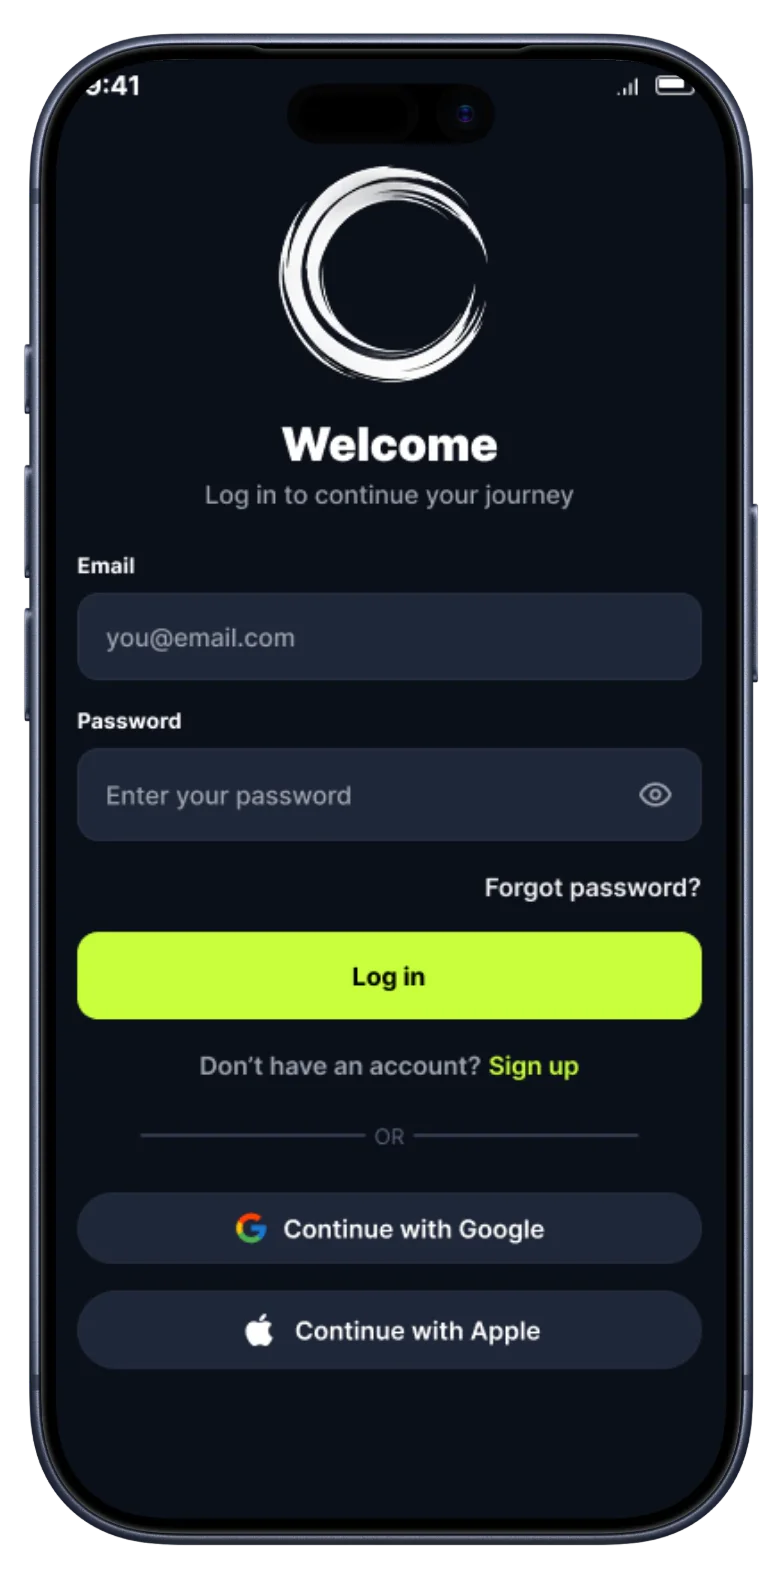 9:41
Welcome
Log in to continue your journey
Email
you@email.com
Password
Enter your password
Forgot password?
Log in
Don’t have an account? Sign up
OR
Continue with Google
Continue with Apple